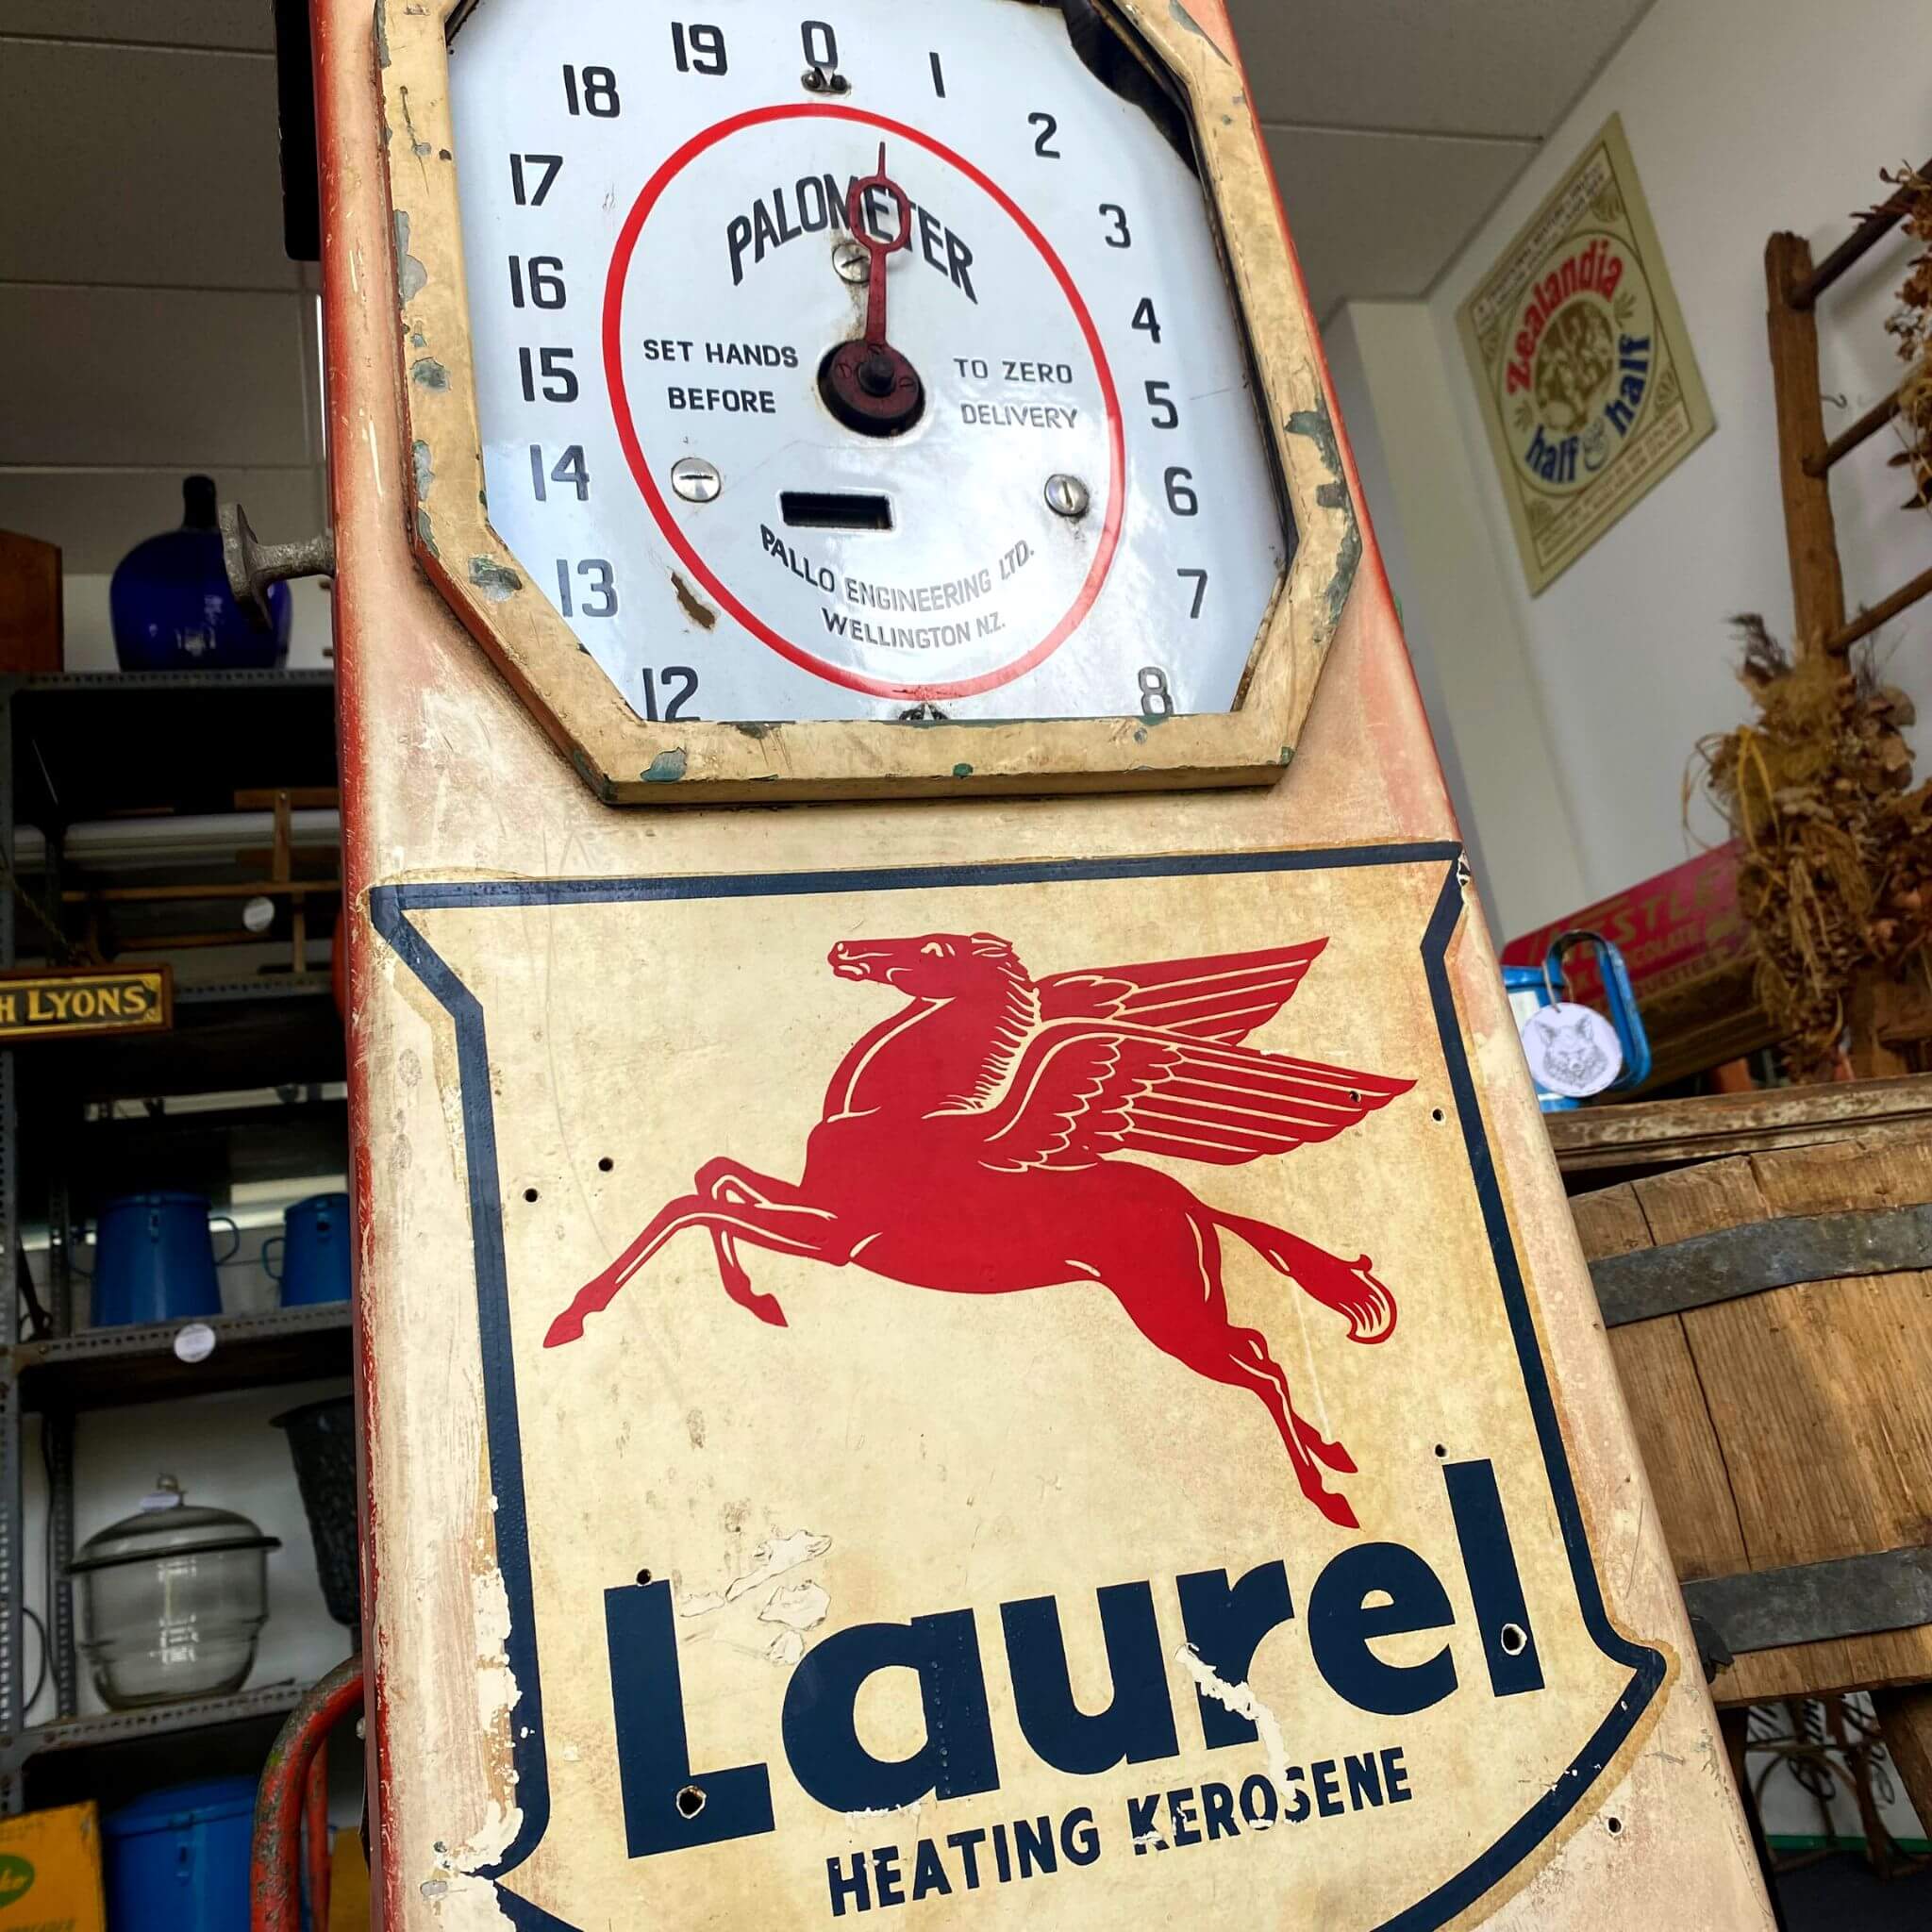 19 0 1
18 2
17 3
16 4
15 5
14 6
13 7
12 8
PALOMETER
SET HANDS TO ZERO
BEFORE DELIVERY
PALLO ENGINEERING LTD.
WELLINGTON N.Z.
Zealandia
half & half
H LYONS
Laurel
HEATING KEROSENE